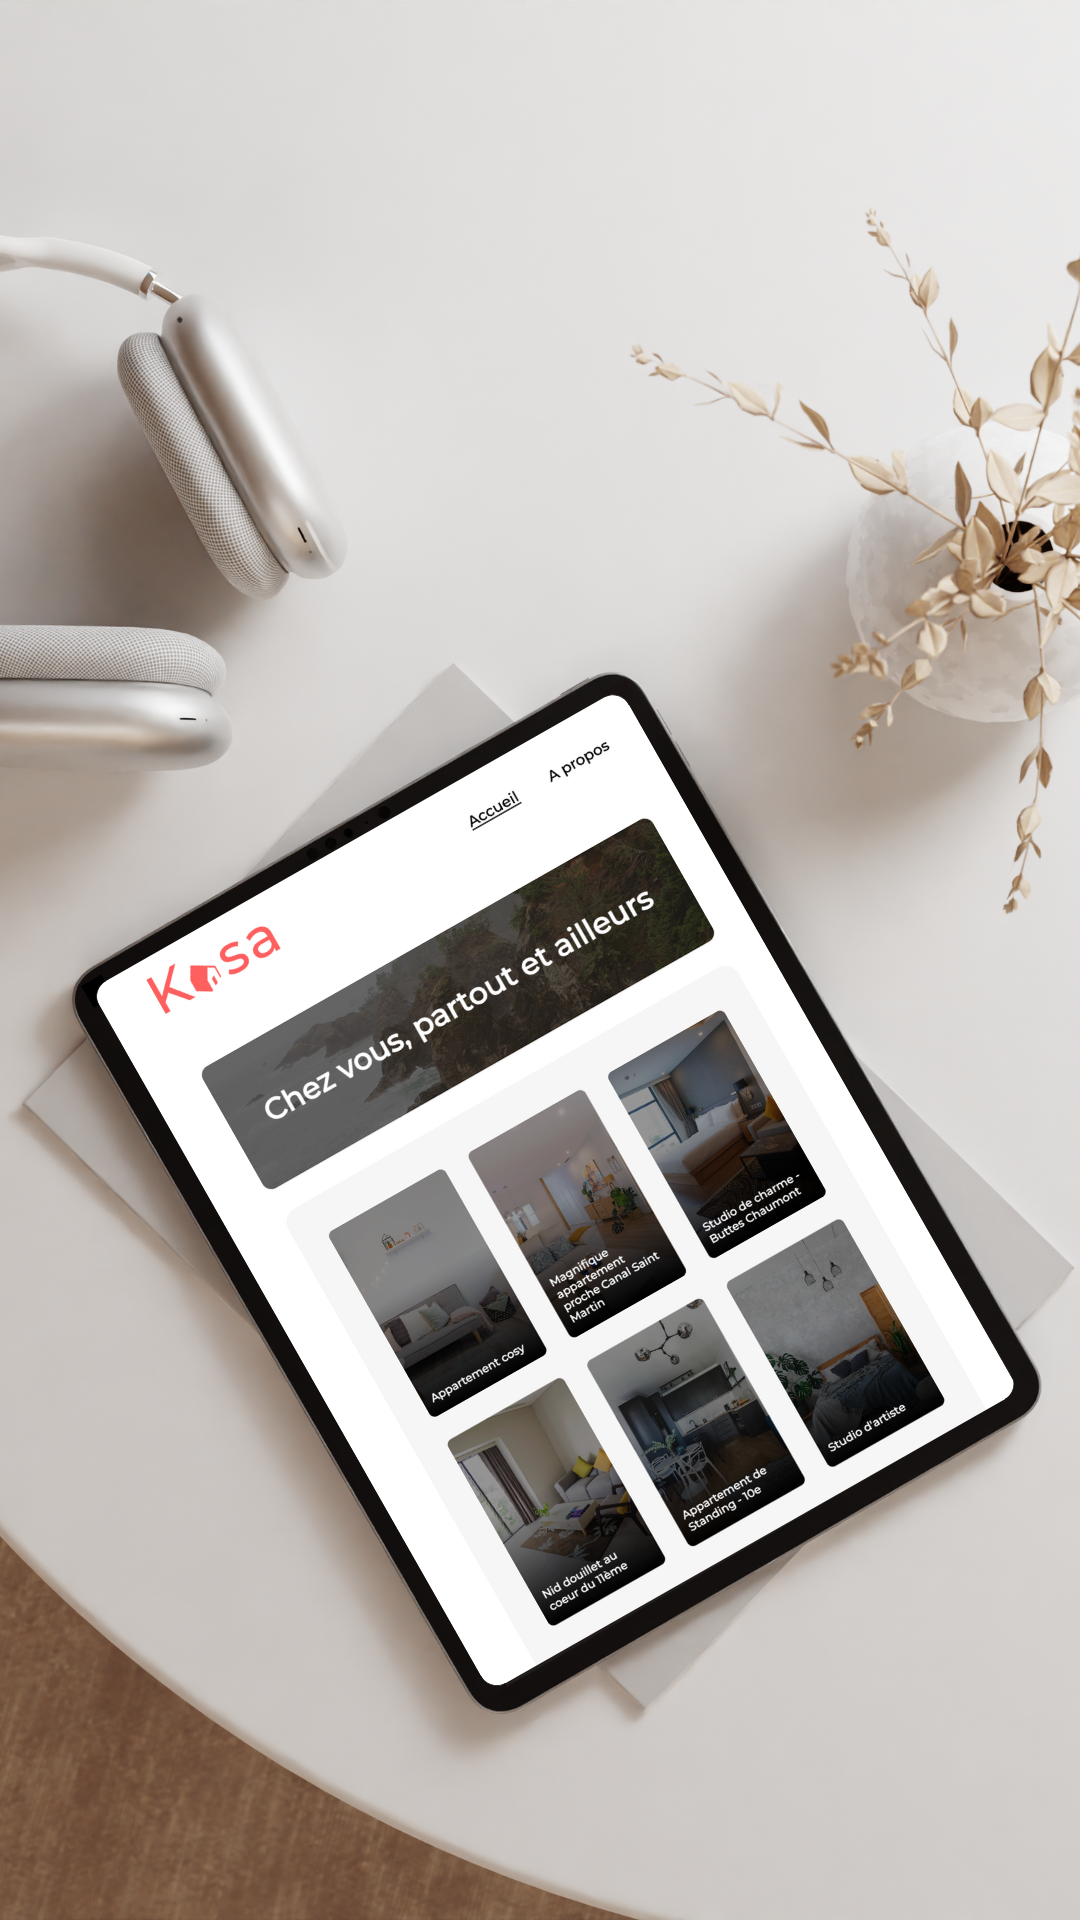 Kasa
Accueil
A propos
Chez vous, partout et ailleurs
Appartement cosy
Magnifique
appartement
proche Canal Saint
Martin
Studio de charme -
Buttes Chaumont
Nid douillet au
coeur du 11ème
Appartement de
Standing - 10e
Studio d'artiste